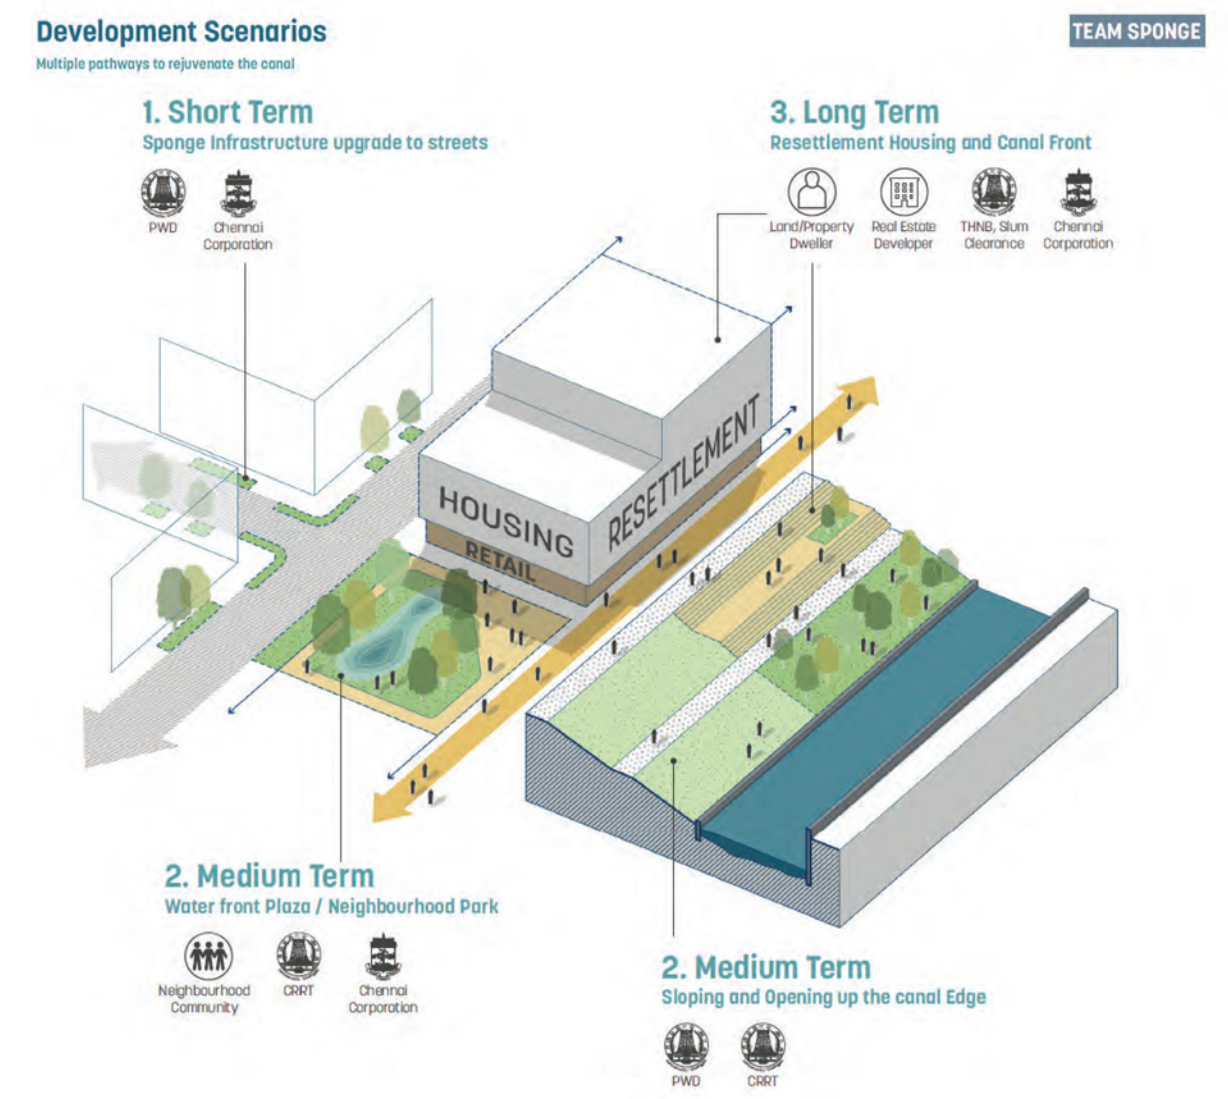 Development Scenarios
Multiple pathways to rejuvenate the canal
TEAM SPONGE
1. Short Term
Sponge Infrastructure upgrade to streets
PWD
Chennai
Corporation
3. Long Term
Resettlement Housing and Canal Front
Land/Property
Dweller
Real Estate
Developer
THNB, Slum
Clearance
Chennai
Corporation
HOUSING
RESETTLEMENT
RETAIL
2. Medium Term
Water front Plaza / Neighbourhood Park
Neighbourhood
Community
CRRT
Chennai
Corporation
2. Medium Term
Sloping and Opening up the canal Edge
PWD
CRRT